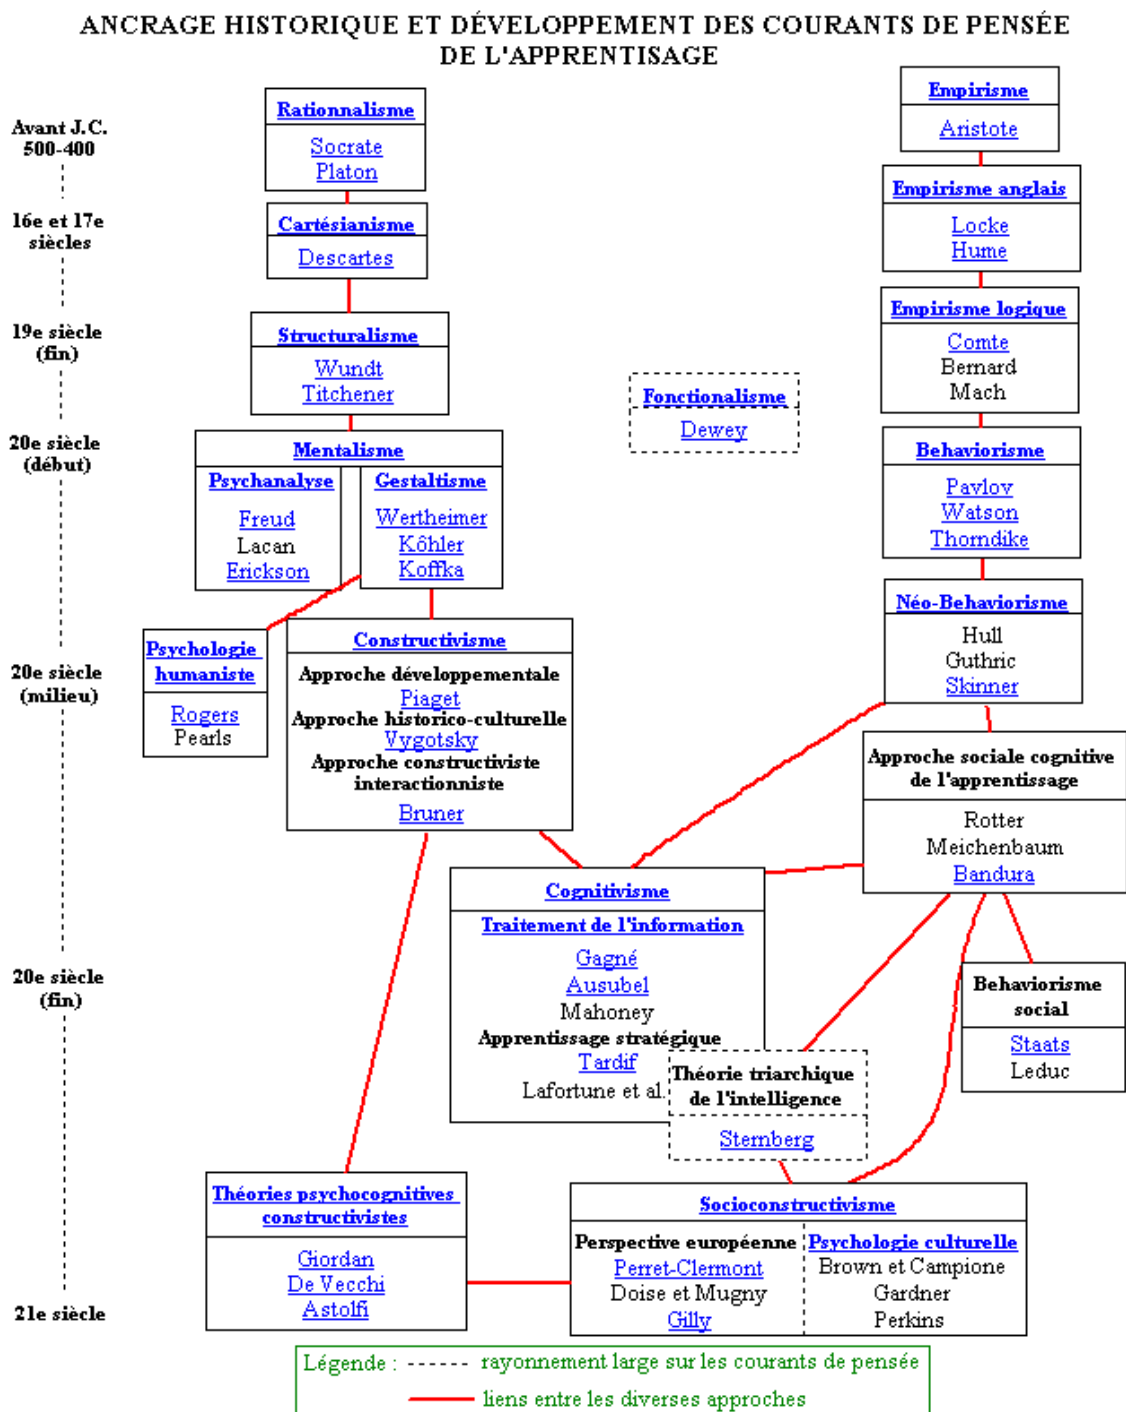 ANCRAGE HISTORIQUE ET DÉVELOPPEMENT DES COURANTS DE PENSÉE
DE L'APPRENTISAGE
Avant J.C.
500-400
Rationnalisme
Socrate
Platon
Empirisme
Aristote
16e et 17e
siècles
Cartésianisme
Descartes
Empirisme anglais
Locke
Hume
19e siècle
(fin)
Structuralisme
Wundt
Titchener
Empirisme logique
Comte
Bernard
Mach
Fonctionalisme
Dewey
20e siècle
(début)
Mentalisme
Psychanalyse
Freud
Lacan
Erickson
Gestaltisme
Wertheimer
Kôhler
Koffka
Behaviorisme
Pavlov
Watson
Thorndike
Néo-Behaviorisme
Hull
Guthric
Skinner
20e siècle
(milieu)
Psychologie
humaniste
Rogers
Pearls
Constructivisme
Approche développementale
Piaget
Approche historico-culturelle
Vygotsky
Approche constructiviste
interactionniste
Bruner
Approche sociale cognitive
de l'apprentissage
Rotter
Meichenbaum
Bandura
20e siècle
(fin)
Cognitivisme
Traitement de l'information
Gagné
Ausubel
Mahoney
Apprentissage stratégique
Tardif
Lafortune et al.
Théorie triarchique
de l'intelligence
Sternberg
Behaviorisme
social
Staats
Leduc
21e siècle
Théories psychocognitives
constructivistes
Giordan
De Vecchi
Astolfi
Socioconstructivisme
Perspective européenne
Perret-Clermont
Doise et Mugny
Gilly
Psychologie culturelle
Brown et Campione
Gardner
Perkins
Légende : ------ rayonnement large sur les courants de pensée
liens entre les diverses approches